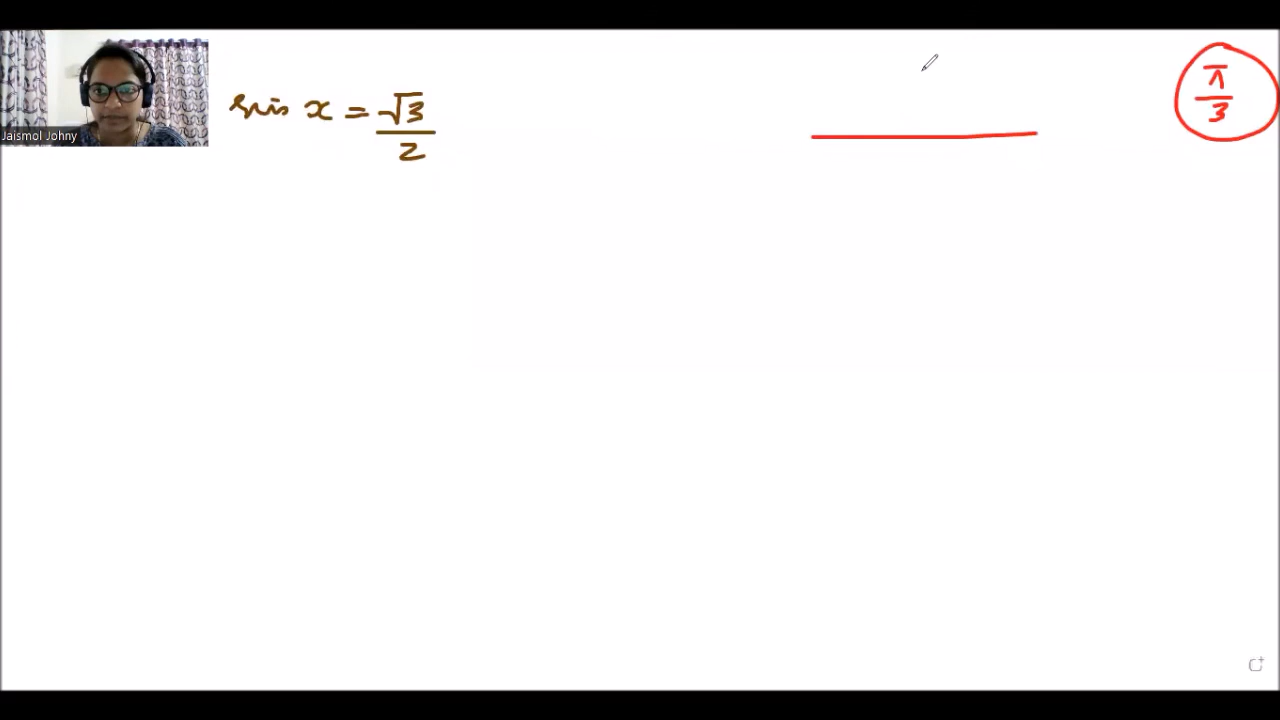 sin x = √3/2
π/3
Jaismol Johny